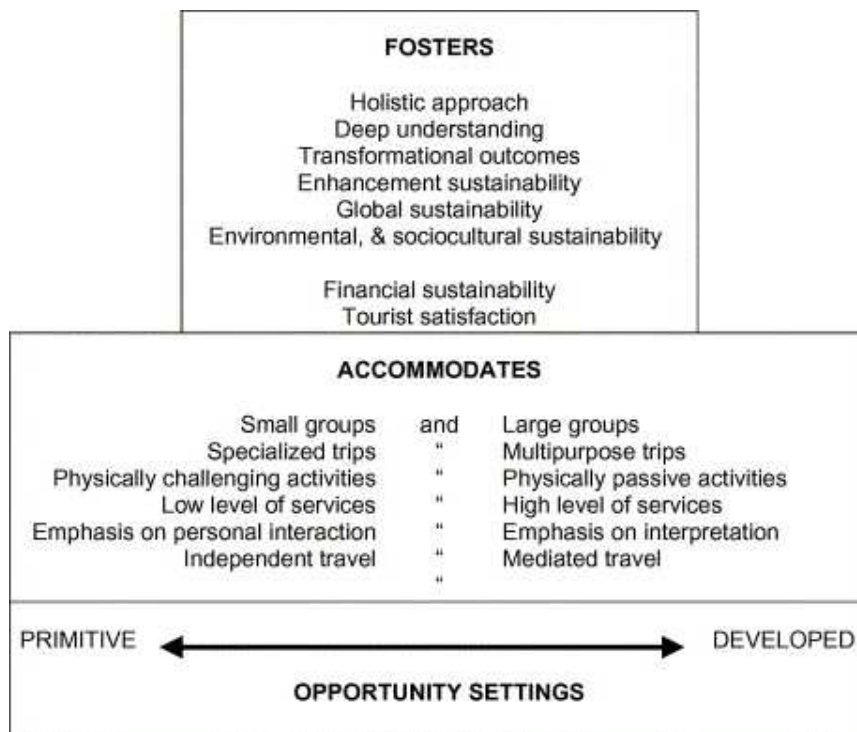 FOSTERS
Holistic approach
Deep understanding
Transformational outcomes
Enhancement sustainability
Global sustainability
Environmental, & sociocultural sustainability
Financial sustainability
Tourist satisfaction
ACCOMMODATES
Small groups and Large groups
Specialized trips “ Multipurpose trips
Physically challenging activities “ Physically passive activities
Low level of services “ High level of services
Emphasis on personal interaction “ Emphasis on interpretation
Independent travel “ Mediated travel
“
PRIMITIVE DEVELOPED
OPPORTUNITY SETTINGS